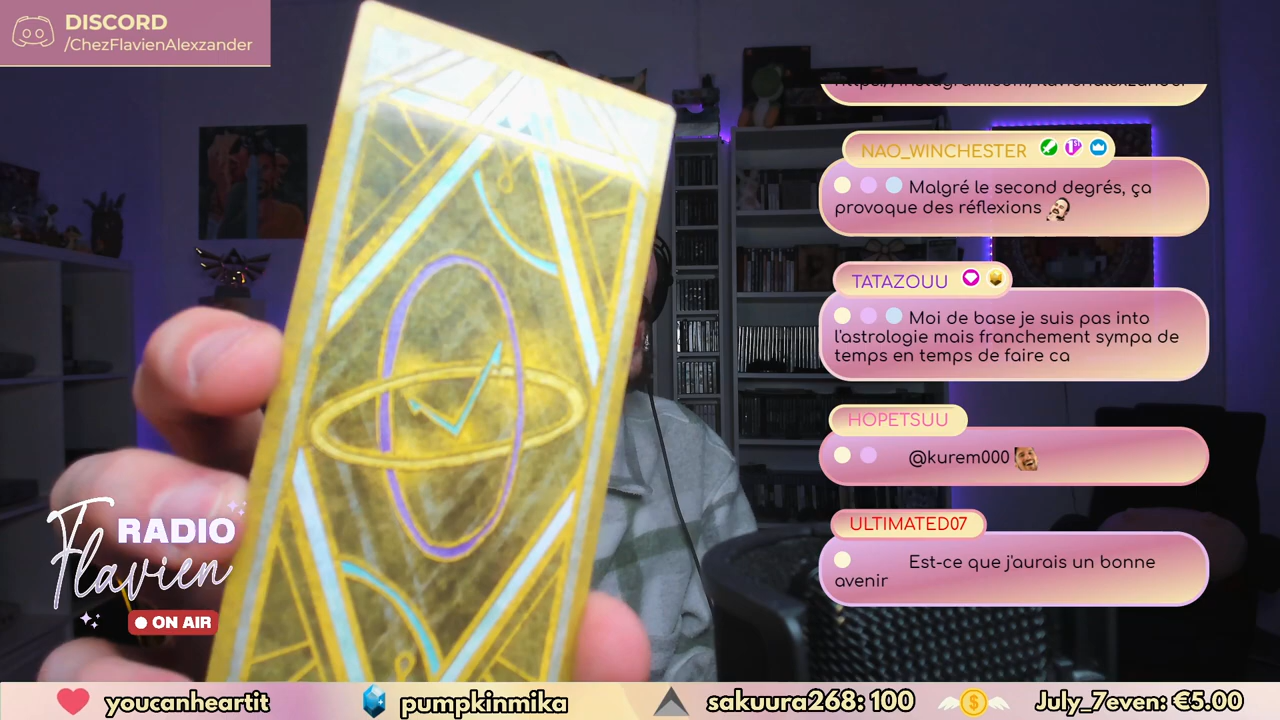 DISCORD
/ChezFlavienAlexzander
NAO_WINCHESTER
Malgré le second degrés, ça
provoque des réflexions
TATAZOUU
Moi de base je suis pas into
l'astrologie mais franchement sympa de
temps en temps de faire ca
HOPETSUU
@kurem000
ULTIMATED07
Est-ce que j'aurais un bonne
avenir
RADIO
Flavien
ON AIR
youcanheartit
pumpkinmika
sakuura268: 100
July_7even: €5.00